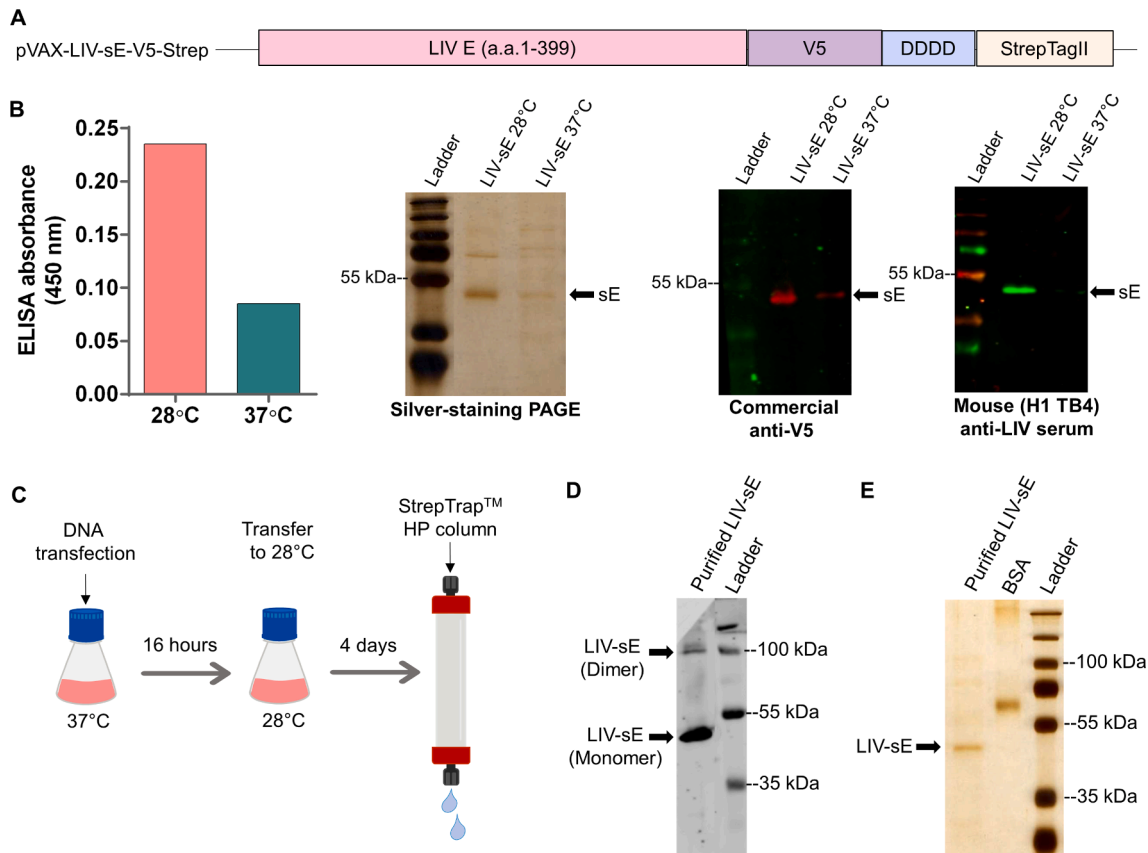 A
pVAX-LIV-sE-V5-Strep
LIV E (a.a.1-399)
V5
DDDD
StrepTagII
B
ELISA absorbance
(450 nm)
0.25
0.20
0.15
0.10
0.05
0.00
28°C
37°C
Ladder
LIV-sE 28°C
LIV-sE 37°C
55 kDa--
sE
Silver-staining PAGE
Ladder
LIV-sE 28°C
LIV-sE 37°C
55 kDa--
sE
Commercial
anti-V5
Ladder
LIV-sE 28°C
LIV-sE 37°C
55 kDa--
sE
Mouse (H1 TB4)
anti-LIV serum
C
DNA
transfection
37°C
16 hours
Transfer
to 28°C
28°C
4 days
StrepTrap™
HP column
D
Purified LIV-sE
Ladder
LIV-sE
(Dimer)
LIV-sE
(Monomer)
--100 kDa
--55 kDa
--35 kDa
E
Purified LIV-sE
BSA
Ladder
LIV-sE
--100 kDa
--55 kDa
--35 kDa